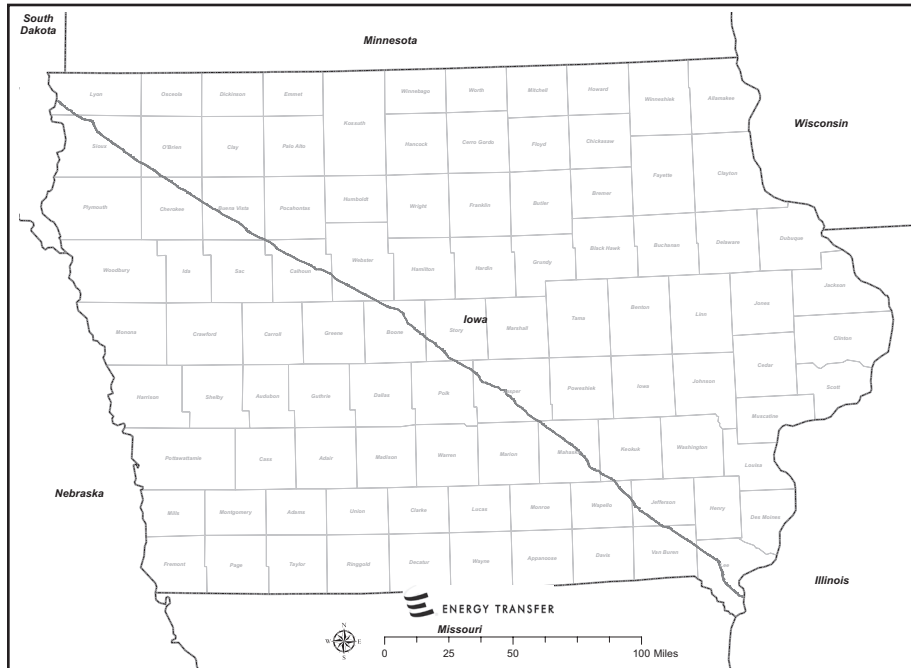 South
Dakota
Minnesota
Lyon
Osceola
Dickinson
Emmet
Winnebago
Worth
Mitchell
Howard
Winneshiek
Allamakee
Kossuth
Wisconsin
Sioux
O'Brien
Clay
Palo Alto
Hancock
Cerro Gordo
Floyd
Chickasaw
Fayette
Clayton
Plymouth
Cherokee
Buena Vista
Pocahontas
Humboldt
Wright
Franklin
Butler
Bremer
Black Hawk
Buchanan
Delaware
Dubuque
Woodbury
Ida
Sac
Calhoun
Webster
Hamilton
Hardin
Grundy
Jackson
Monona
Crawford
Carroll
Greene
Boone
Story
Iowa
Marshall
Tama
Benton
Linn
Jones
Clinton
Harrison
Shelby
Audubon
Guthrie
Dallas
Polk
Poweshiek
Iowa
Johnson
Cedar
Scott
Muscatine
Pottawattamie
Cass
Adair
Madison
Warren
Marion
Keokuk
Washington
Louisa
Nebraska
Mills
Montgomery
Adams
Union
Clarke
Lucas
Monroe
Wapello
Jefferson
Henry
Des Moines
Fremont
Page
Taylor
Ringgold
Decatur
Wayne
Appanoose
Davis
Van Buren
Illinois
ENERGY TRANSFER
Missouri
N
W
E
S
0 25 50 100 Miles